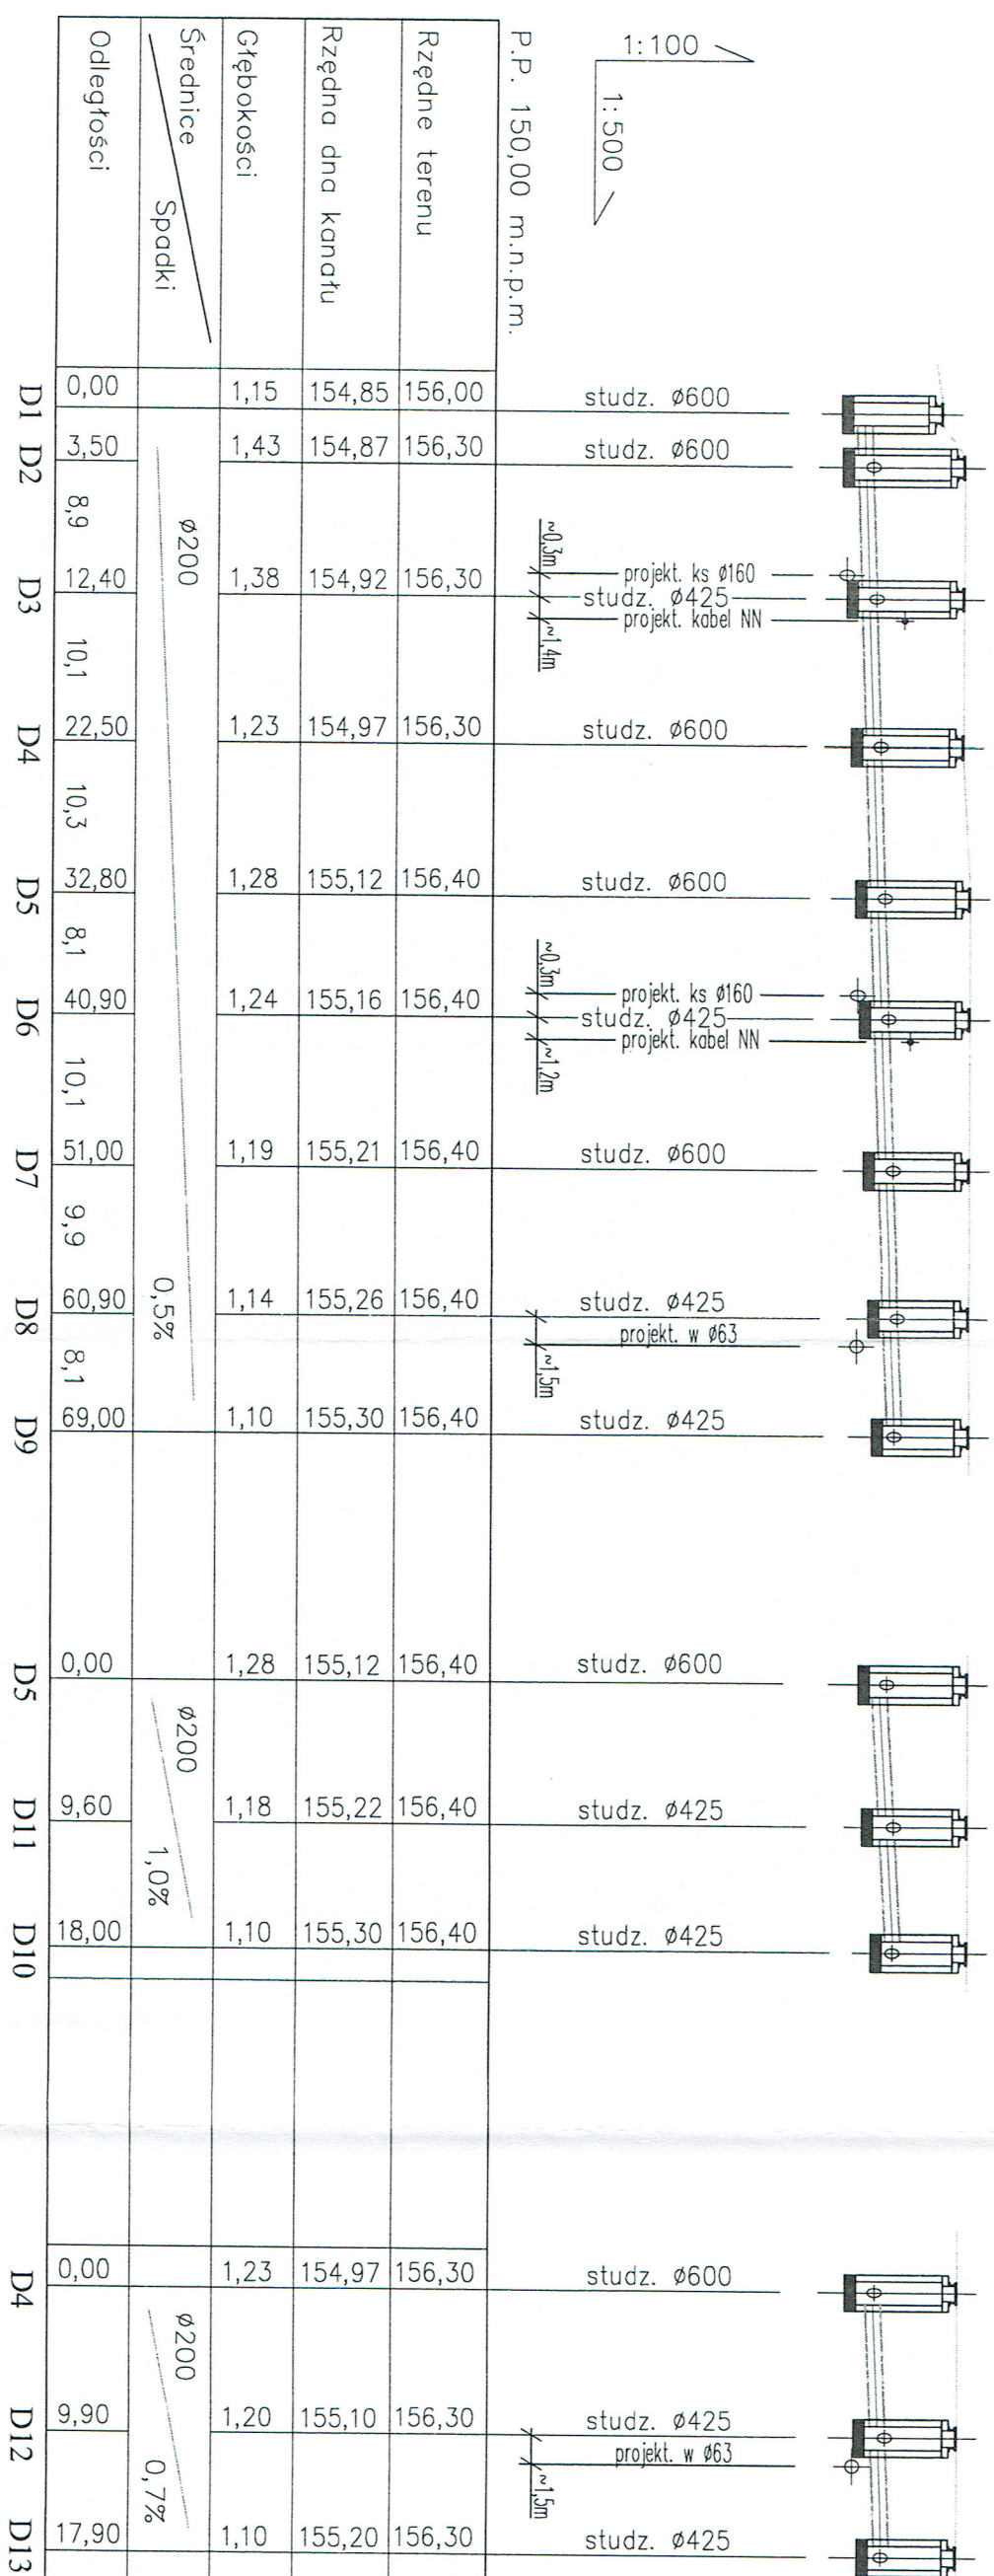 1:100
1:500
P.P. 150,00 m.n.p.m.
Rzędne terenu
156,00 156,30 156,30 156,30 156,40 156,40 156,40 156,40 156,40 156,40 156,40 156,40 156,30 156,30 156,30
Rzędna dna kanału
154,85 154,87 154,92 154,97 155,12 155,16 155,21 155,26 155,30 155,12 155,22 155,30 154,97 155,10 155,20
Głębokości
1,15 1,43 1,38 1,23 1,28 1,24 1,19 1,14 1,10 1,28 1,18 1,10 1,23 1,20 1,10
Średnice
Spadki
ø200 0,5% ø200 1,0% ø200 0,7%
Odległości
0,00 3,50 12,40 22,50 32,80 40,90 51,00 60,90 69,00 0,00 9,60 18,00 0,00 9,90 17,90
8,9 10,1 10,3 8,1 10,1 9,9 8,1
D1 D2 D3 D4 D5 D6 D7 D8 D9 D5 D11 D10 D4 D12 D13
studz. ø600
studz. ø600
~0,3m
projekt. ks ø160
studz. ø425
projekt. kabel NN
~1,4m
studz. ø600
studz. ø600
~0,3m
projekt. ks ø160
studz. ø425
projekt. kabel NN
~1,2m
studz. ø600
studz. ø425
projekt. w ø63
~1,5m
studz. ø425
studz. ø600
studz. ø425
studz. ø425
studz. ø600
studz. ø425
projekt. w ø63
~1,5m
studz. ø425